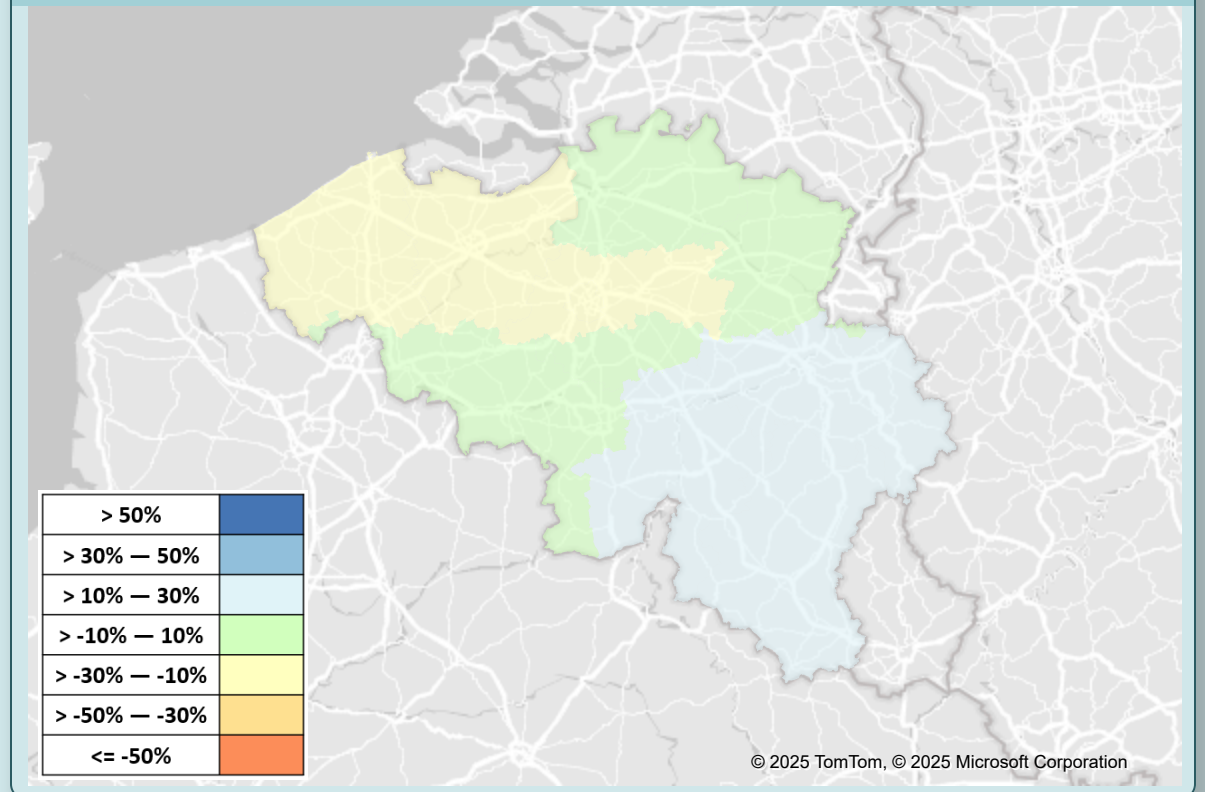 > 50%
> 30% — 50%
> 10% — 30%
> -10% — 10%
> -30% — -10%
> -50% — -30%
<= -50%
© 2025 TomTom, © 2025 Microsoft Corporation